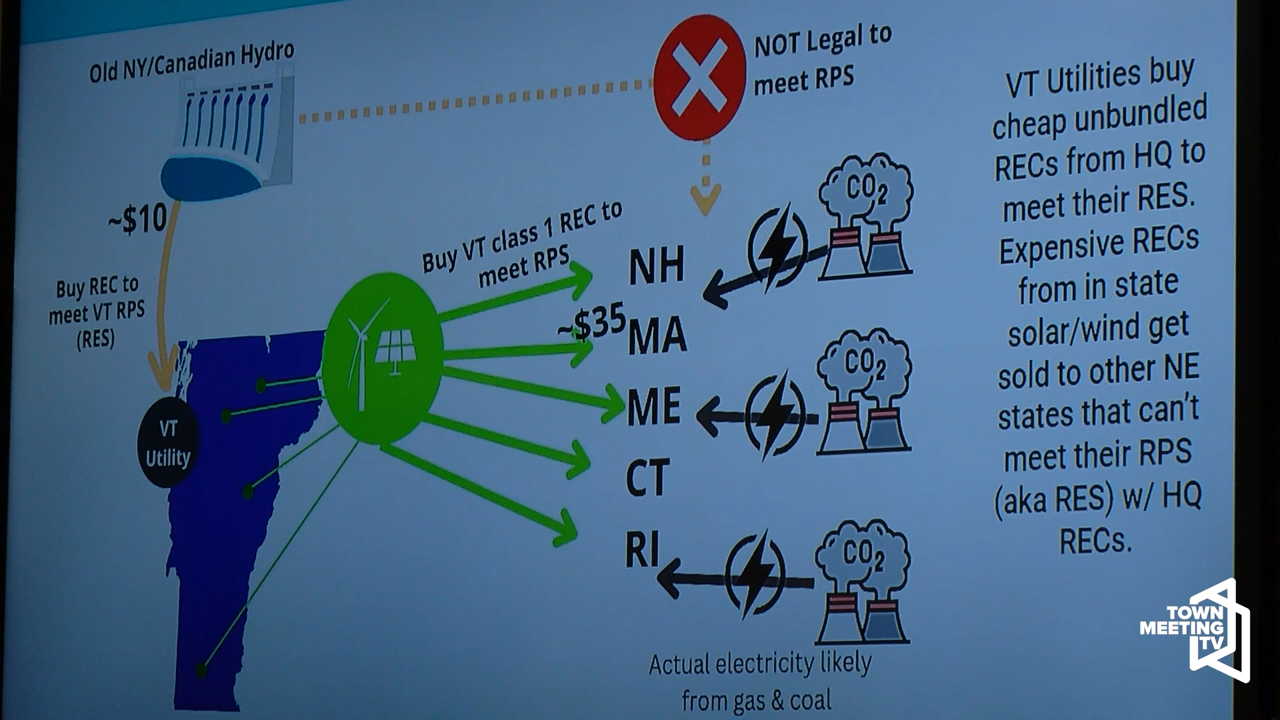 Old NY/Canadian Hydro
NOT Legal to
meet RPS
~$10
Buy REC to
meet VT RPS
(RES)
VT
Utility
Buy VT class 1 REC to
meet RPS
~$35
NH
MA
ME
CT
RI
CO2
CO2
CO2
Actual electricity likely
from gas & coal
VT Utilities buy
cheap unbundled
RECs from HQ to
meet their RES.
Expensive RECs
from in state
solar/wind get
sold to other NE
states that can't
meet their RPS
(aka RES) w/ HQ
RECs.
TOWN
MEETING
TV